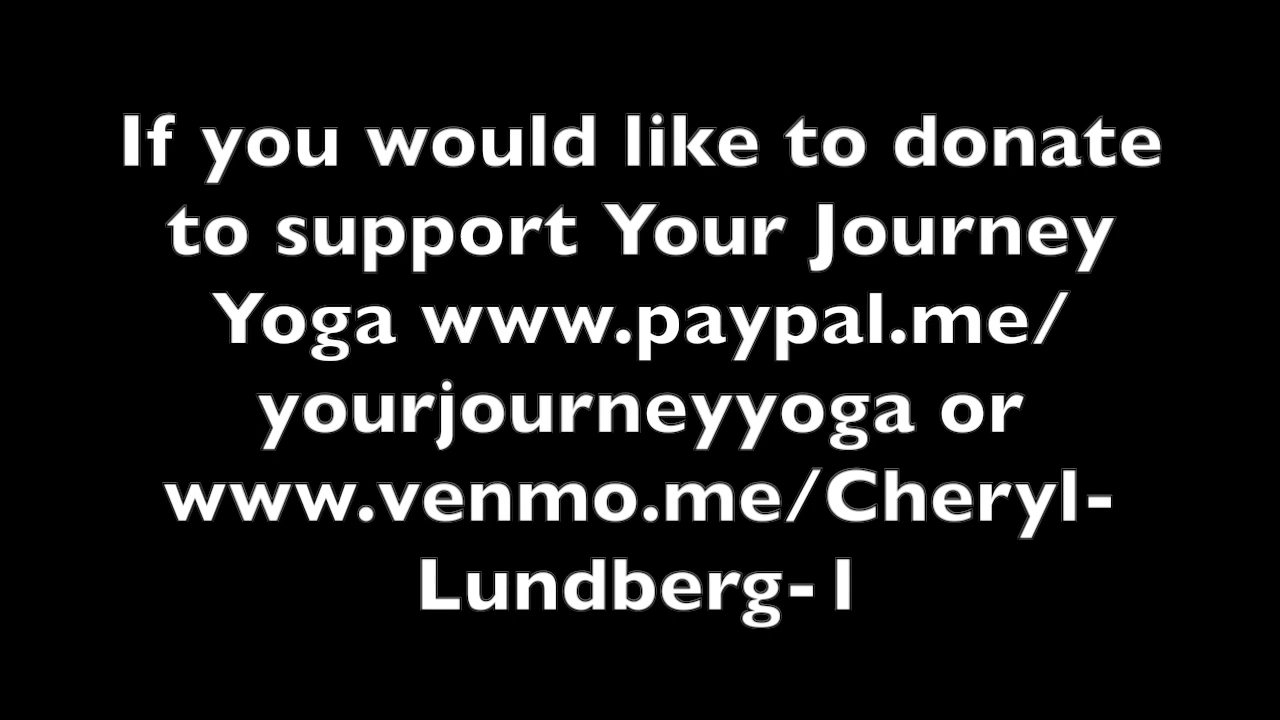 If you would like to donate
to support Your Journey
Yoga www.paypal.me/
yourjourneyyoga or
www.venmo.me/Cheryl-
Lundberg-1